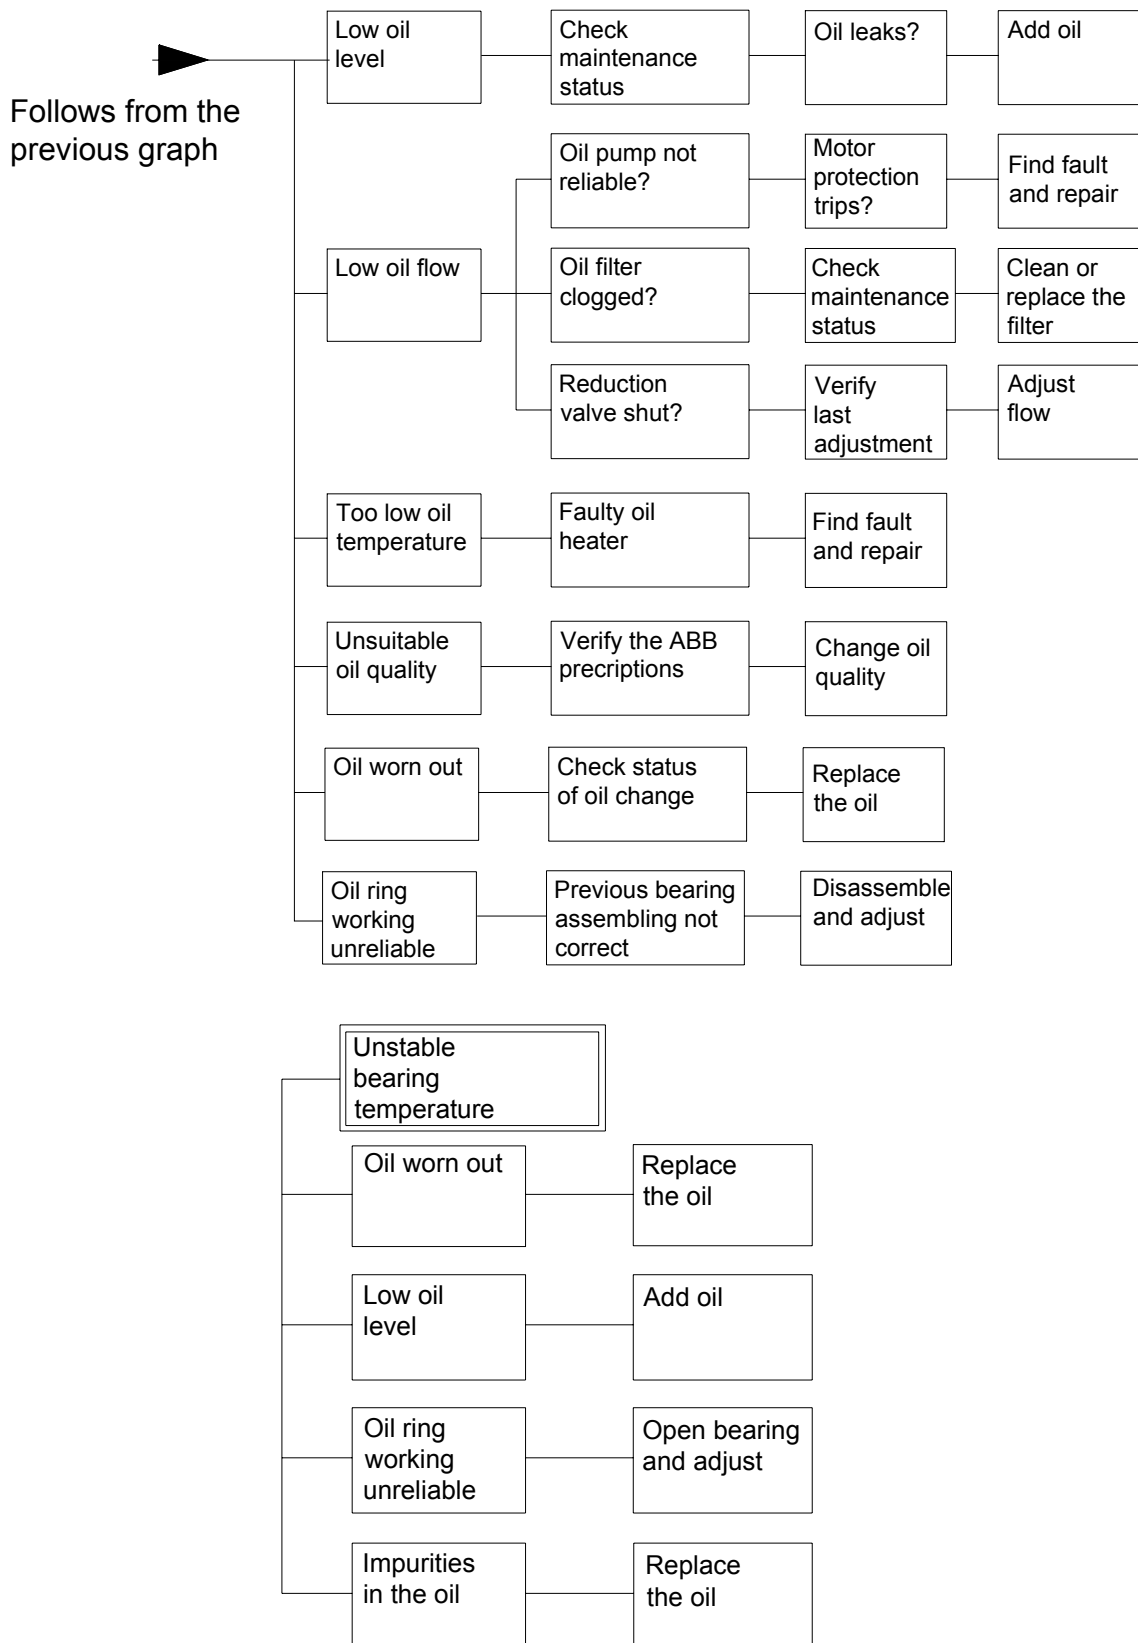 Low oil
level
Check
maintenance
status
Oil leaks?
Add oil
Follows from the
previous graph
Oil pump not
reliable?
Motor
protection
trips?
Find fault
and repair
Low oil flow
Oil filter
clogged?
Check
maintenance
status
Clean or
replace the
filter
Reduction
valve shut?
Verify
last
adjustment
Adjust
flow
Too low oil
temperature
Faulty oil
heater
Find fault
and repair
Unsuitable
oil quality
Verify the ABB
precriptions
Change oil
quality
Oil worn out
Check status
of oil change
Replace
the oil
Oil ring
working
unreliable
Previous bearing
assembling not
correct
Disassemble
and adjust
Unstable
bearing
temperature
Oil worn out
Replace
the oil
Low oil
level
Add oil
Oil ring
working
unreliable
Open bearing
and adjust
Impurities
in the oil
Replace
the oil